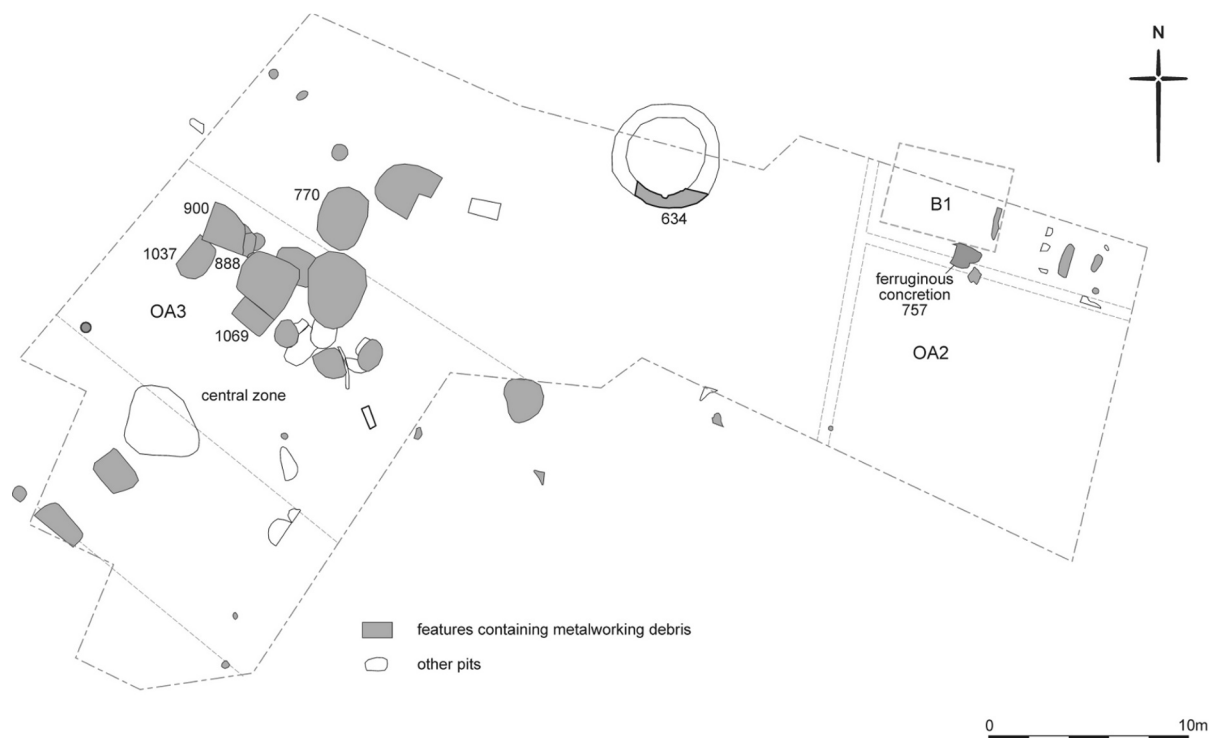 N
770
900
634
B1
1037
888
ferruginous
concretion
757
OA3
1069
OA2
central zone
features containing metalworking debris
other pits
0
10m